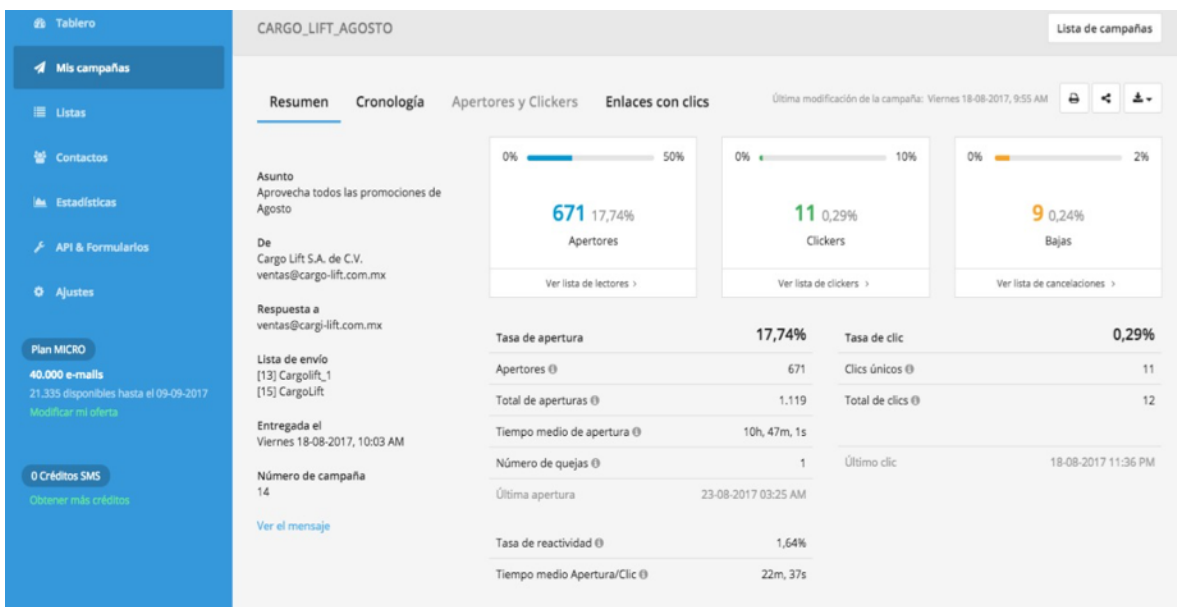 Tablero
Mis campañas
Listas
Contactos
Estadísticas
API & Formularios
Ajustes
Plan MICRO
40.000 e-mails
21.335 disponibles hasta el 09-09-2017
Modificar mi oferta
0 Créditos SMS
Obtener más créditos
CARGO_LIFT_AGOSTO
Lista de campañas
Resumen Cronología Apertores y Clickers Enlaces con clics
Última modificación de la campaña: Viernes 18-08-2017, 9:55 AM
Asunto
Aprovecha todos las promociones de
Agosto
De
Cargo Lift S.A. de C.V.
ventas@cargo-lift.com.mx
Respuesta a
ventas@cargi-lift.com.mx
Lista de envío
[13] Cargolift_1
[15] CargoLift
Entregada el
Viernes 18-08-2017, 10:03 AM
Número de campaña
14
Ver el mensaje
0% 50%
671 17,74%
Apertores
Ver lista de lectores >
0% 10%
11 0,29%
Clickers
Ver lista de clickers >
0% 2%
9 0,24%
Bajas
Ver lista de cancelaciones >
Tasa de apertura 17,74%
Apertores 671
Total de aperturas 1.119
Tiempo medio de apertura 10h, 47m, 1s
Número de quejas 1
Última apertura 23-08-2017 03:25 AM
Tasa de reactividad 1,64%
Tiempo medio Apertura/Clic 22m, 37s
Tasa de clic 0,29%
Clics únicos 11
Total de clics 12
Último clic 18-08-2017 11:36 PM